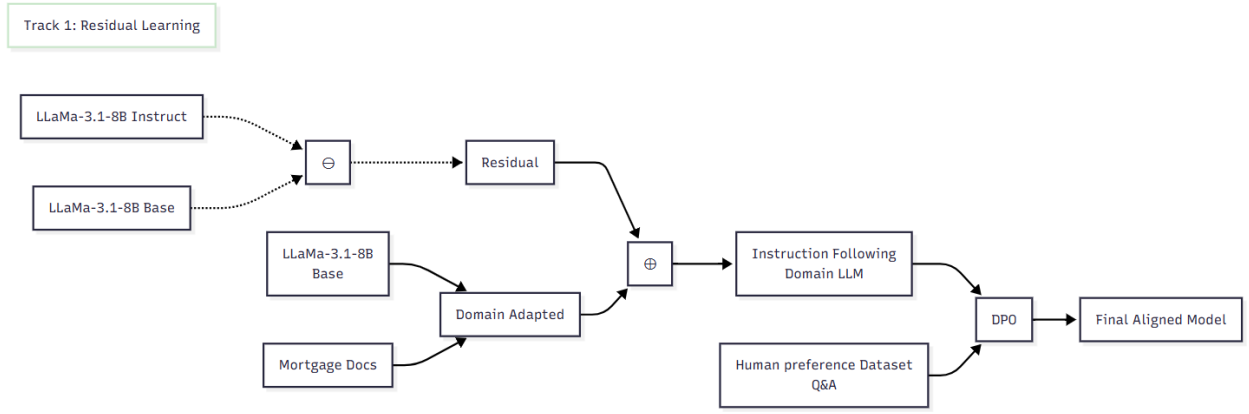 Track 1: Residual Learning
LLaMa-3.1-8B Instruct
⊖
Residual
LLaMa-3.1-8B Base
LLaMa-3.1-8B
Base
⊕
Instruction Following
Domain LLM
Domain Adapted
DPO
Final Aligned Model
Mortgage Docs
Human preference Dataset
Q&A